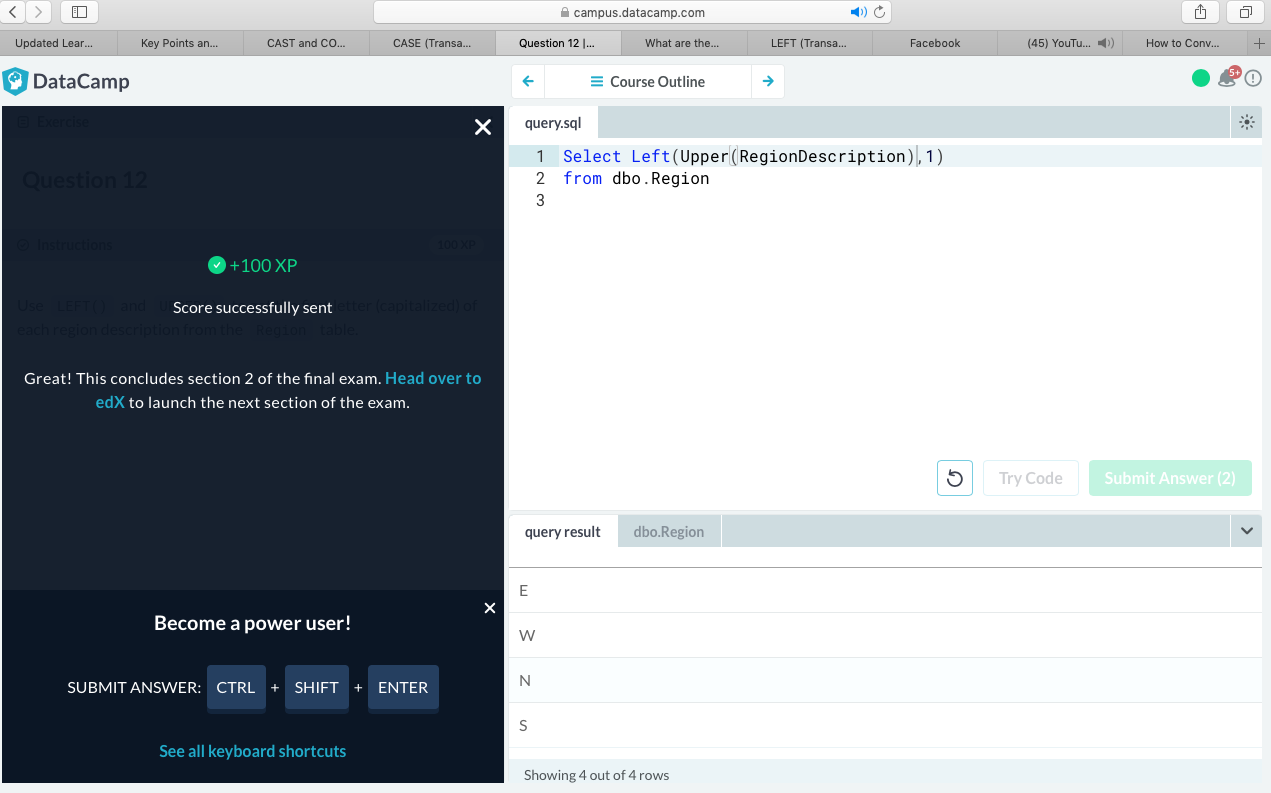 campus.datacamp.com
Updated Lear...
Key Points an...
CAST and CO...
CASE (Transa...
Question 12 |...
What are the...
LEFT (Transa...
Facebook
(45) YouTu...
How to Conv...
DataCamp
Course Outline
5+
Exercise
Question 12
Instructions
100 XP
+100 XP
Use LEFT() and etter (capitalized) of
Score successfully sent
each region description from the Region table.
Great! This concludes section 2 of the final exam. Head over to
edX to launch the next section of the exam.
Become a power user!
SUBMIT ANSWER: CTRL + SHIFT + ENTER
See all keyboard shortcuts
query.sql
1 Select Left(Upper(RegionDescription),1)
2 from dbo.Region
3
Try Code
Submit Answer (2)
query result
dbo.Region
E
W
N
S
Showing 4 out of 4 rows